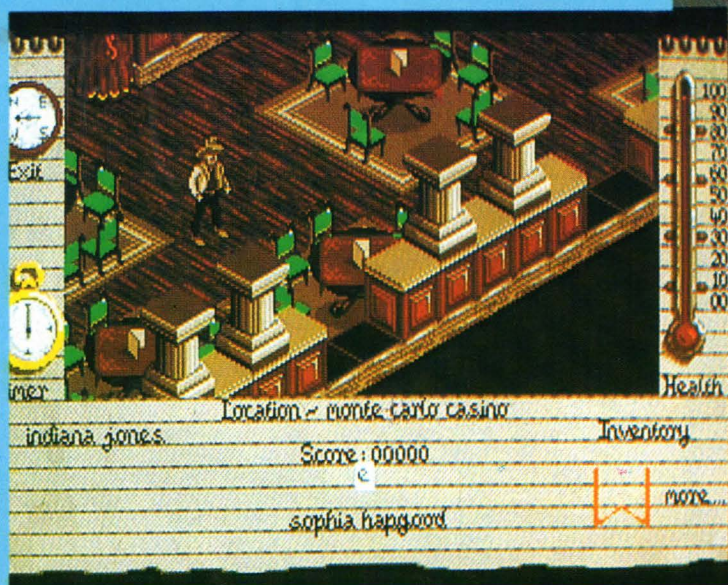 N E
W S
Exit
Timer
100
90
80
70
60
50
40
30
20
10
00
Health
Location ~ monte carlo casino
indiana jones
Inventory
Score : 00000
e
more...
sophia hapgood